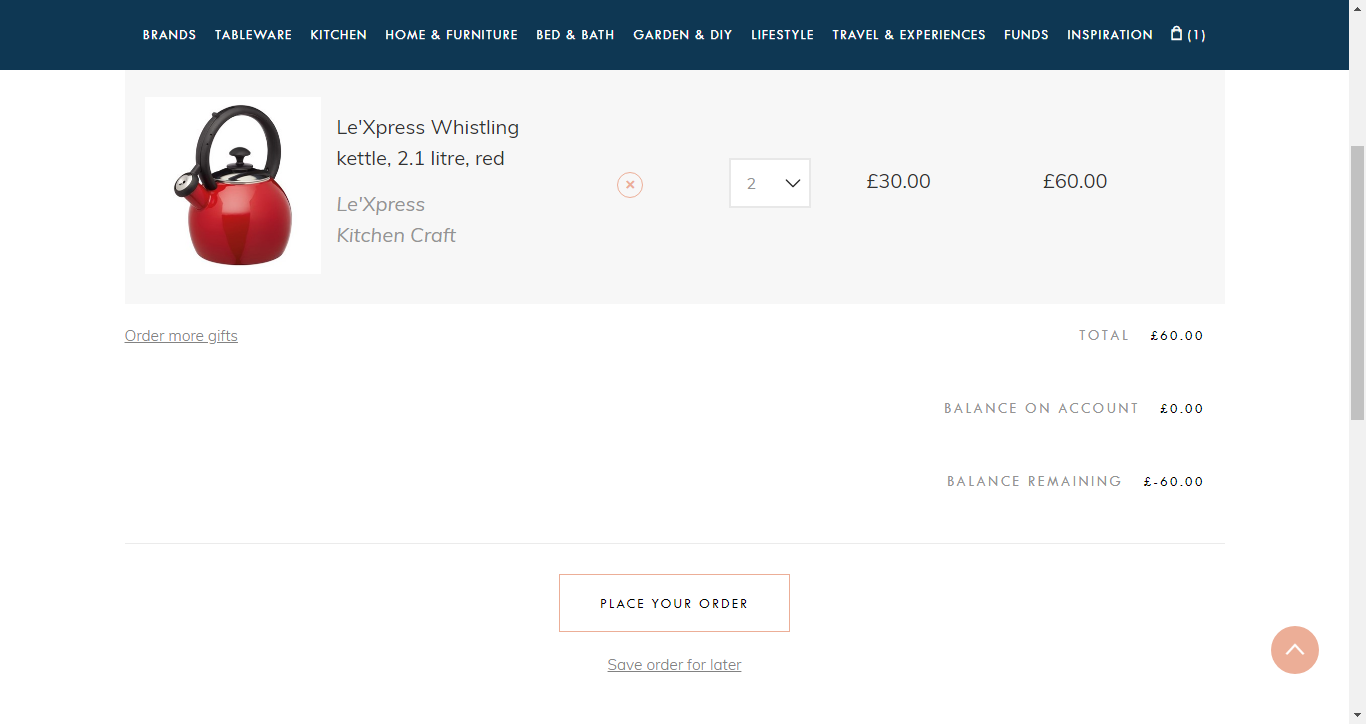 BRANDS TABLEWARE KITCHEN HOME & FURNITURE BED & BATH GARDEN & DIY LIFESTYLE TRAVEL & EXPERIENCES FUNDS INSPIRATION (1)
Le'Xpress Whistling
kettle, 2.1 litre, red
Le'Xpress
Kitchen Craft
2
£30.00
£60.00
Order more gifts
TOTAL £60.00
BALANCE ON ACCOUNT £0.00
BALANCE REMAINING £-60.00
PLACE YOUR ORDER
Save order for later